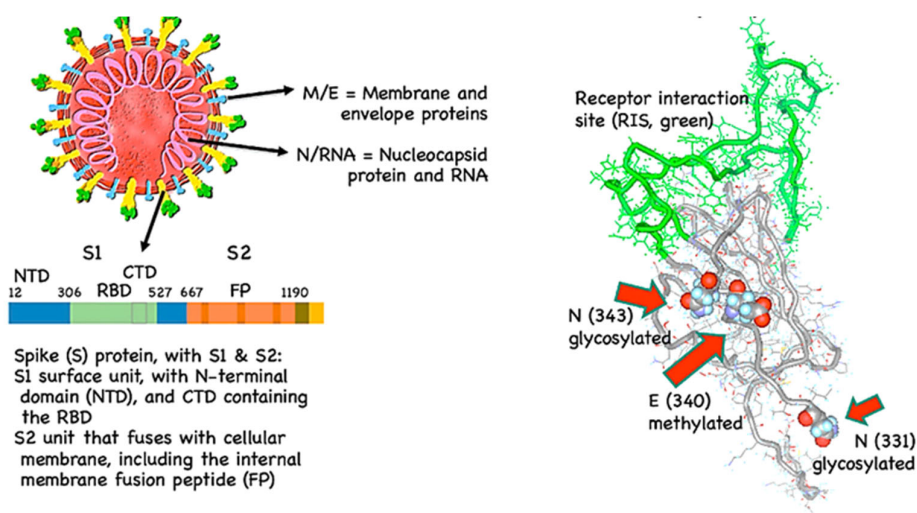 M/E = Membrane and
envelope proteins
N/RNA = Nucleocapsid
protein and RNA
S1
S2
NTD
CTD
12
306
RBD
527
667
FP
1190
Spike (S) protein, with S1 & S2:
S1 surface unit, with N-terminal
domain (NTD), and CTD containing
the RBD
S2 unit that fuses with cellular
membrane, including the internal
membrane fusion peptide (FP)
Receptor interaction
site (RIS, green)
N (343)
glycosylated
E (340)
methylated
N (331)
glycosylated